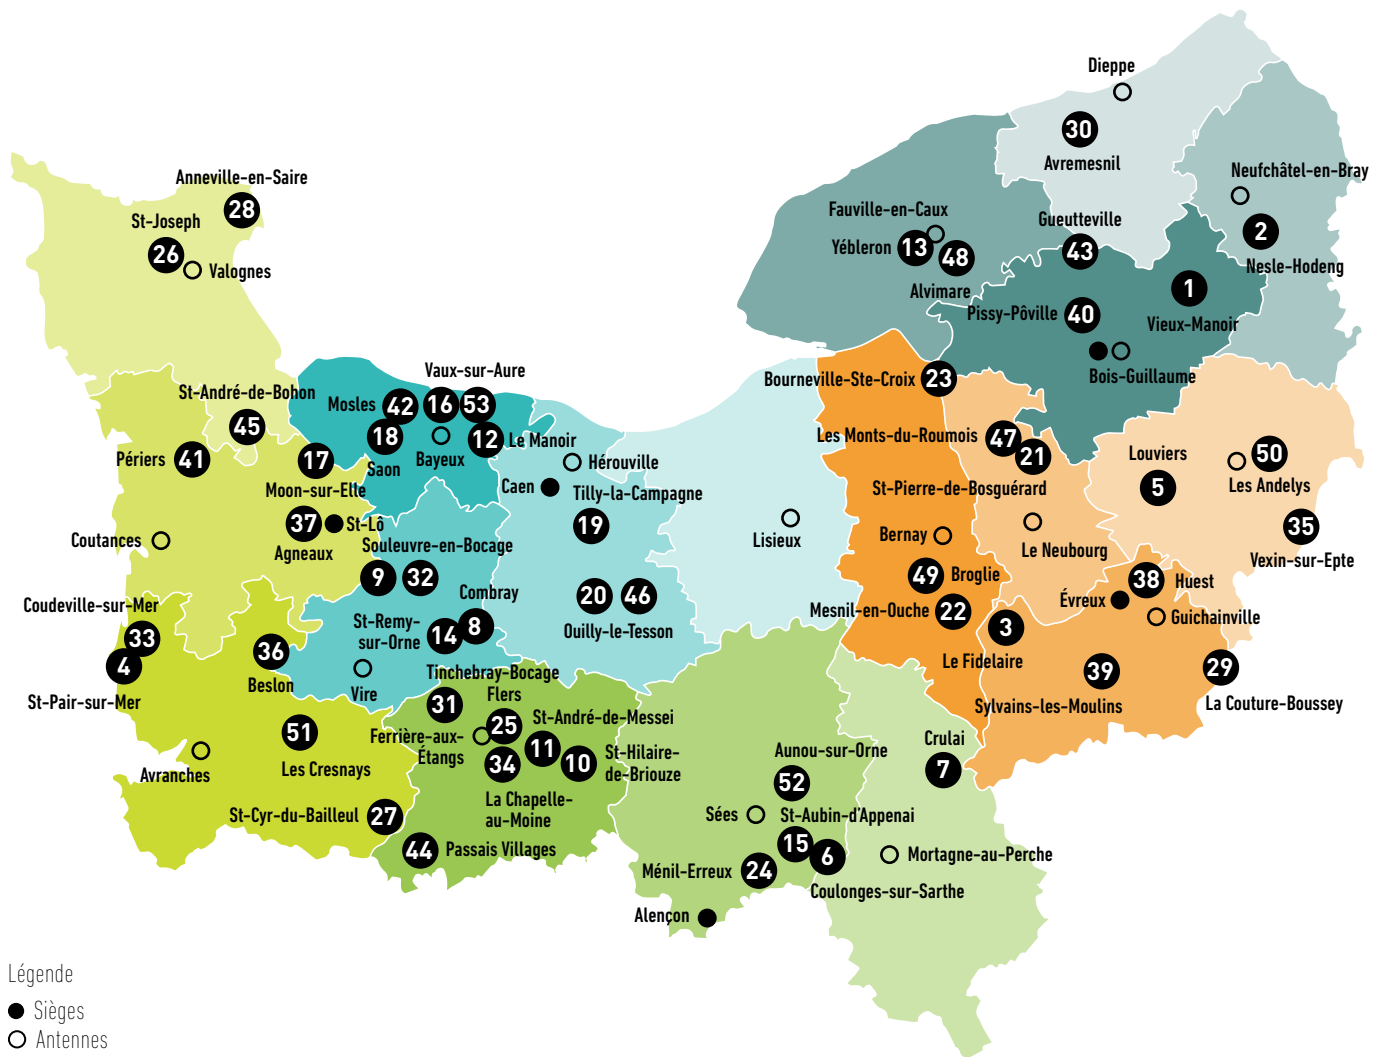 Dieppe
30
Avremesnil
Neufchâtel-en-Bray
2
Nesle-Hodeng
Anneville-en-Saire
28
St-Joseph
26
Valognes
Fauville-en-Caux
Yébleron
13
48
Alvimare
Gueutteville
43
Pissy-Pôville
40
1
Vieux-Manoir
Bois-Guillaume
St-André-de-Bohon
45
Périers
41
17
Moon-sur-Elle
37
St-Lô
Agneaux
Coutances
Vaux-sur-Aure
Mosles
42
16
53
18
Saon
Bayeux
12
Le Manoir
Hérouville
Caen
Tilly-la-Campagne
19
Lisieux
20
46
Ouilly-le-Tesson
Souleuvre-en-Bocage
9
32
Combray
St-Remy-
sur-Orne
14
8
Vire
Bourneville-Ste-Croix
23
Les Monts-du-Roumois
47
21
St-Pierre-de-Bosguérard
Bernay
Le Neubourg
49
Broglie
Mesnil-en-Ouche
22
Louviers
5
50
Les Andelys
35
Vexin-sur-Epte
38
Huest
Évreux
Guichainville
3
Le Fidelaire
39
Sylvains-les-Moulins
29
La Couture-Boussey
Coudeville-sur-Mer
33
4
St-Pair-sur-Mer
36
Beslon
51
Les Cresnays
Avranches
St-Cyr-du-Bailleul
27
Tinchebray-Bocage
31
Flers
25
Ferrière-aux-
Étangs
34
St-André-de-Messei
11
10
St-Hilaire-
de-Briouze
La Chapelle-
au-Moine
44
Passais Villages
Aunou-sur-Orne
52
Sées
St-Aubin-d'Appenai
15
6
Ménil-Erreux
24
Coulonges-sur-Sarthe
Alençon
Crulai
7
Mortagne-au-Perche
Légende
Sièges
Antennes